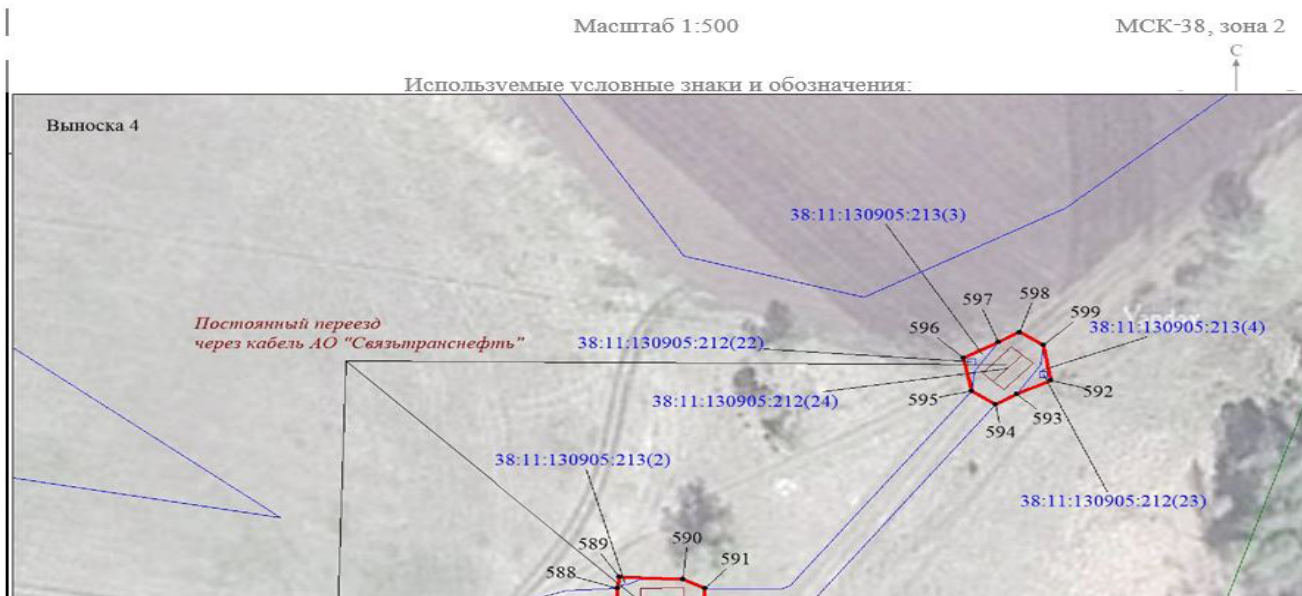 Масштаб 1:500
МСК-38, зона 2
С
Используемые условные знаки и обозначения:
Выноска 4
38:11:130905:213(3)
597
598
599
Yandex
Постоянный переезд
через кабель АО "Связьтранснефть"
38:11:130905:212(22)
596
38:11:130905:213(4)
38:11:130905:212(24)
595
592
594
593
38:11:130905:213(2)
38:11:130905:212(23)
589
590
588
591